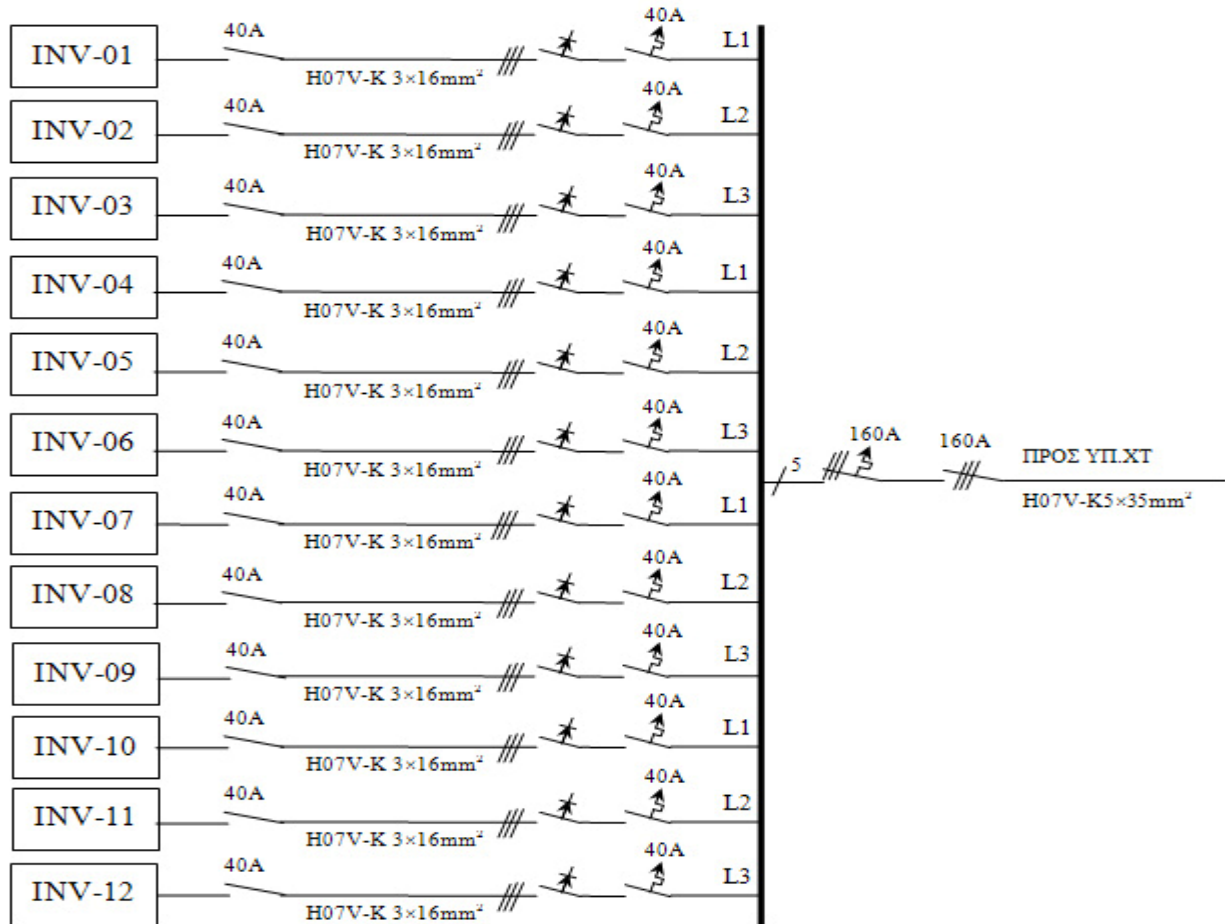 40A 40A L1
INV-01
H07V-K 3×16mm²
40A 40A L2
INV-02
H07V-K 3×16mm²
40A 40A L3
INV-03
H07V-K 3×16mm²
40A 40A L1
INV-04
H07V-K 3×16mm²
40A 40A L2
INV-05
H07V-K 3×16mm²
40A 40A L3
INV-06
H07V-K 3×16mm²
40A 40A L1
INV-07
H07V-K 3×16mm²
40A 40A L2
INV-08
H07V-K 3×16mm²
40A 40A L3
INV-09
H07V-K 3×16mm²
40A 40A L1
INV-10
H07V-K 3×16mm²
40A 40A L2
INV-11
H07V-K 3×16mm²
40A 40A L3
INV-12
H07V-K 3×16mm²
5 160A 160A ΠΡΟΣ ΥΠ.ΧΤ
H07V-K5×35mm²